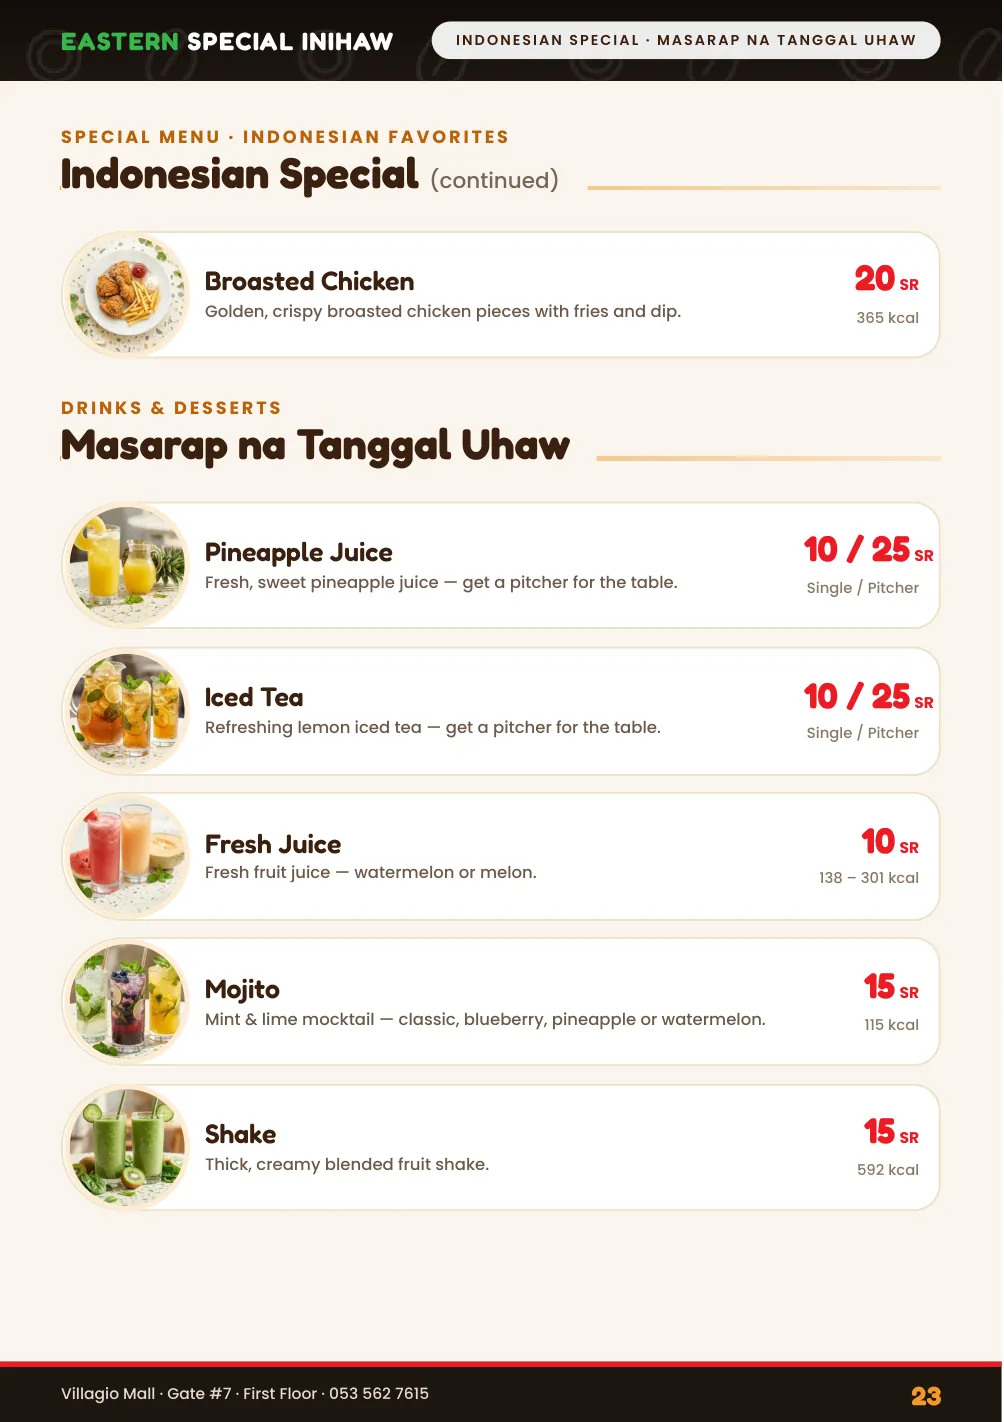 EASTERN SPECIAL INIHAW
INDONESIAN SPECIAL · MASARAP NA TANGGAL UHAW
SPECIAL MENU · INDONESIAN FAVORITES
Indonesian Special (continued)
Broasted Chicken
Golden, crispy broasted chicken pieces with fries and dip.
20 SR
365 kcal
DRINKS & DESSERTS
Masarap na Tanggal Uhaw
Pineapple Juice
Fresh, sweet pineapple juice — get a pitcher for the table.
10 / 25 SR
Single / Pitcher
Iced Tea
Refreshing lemon iced tea — get a pitcher for the table.
10 / 25 SR
Single / Pitcher
Fresh Juice
Fresh fruit juice — watermelon or melon.
10 SR
138 – 301 kcal
Mojito
Mint & lime mocktail — classic, blueberry, pineapple or watermelon.
15 SR
115 kcal
Shake
Thick, creamy blended fruit shake.
15 SR
592 kcal
Villagio Mall · Gate #7 · First Floor · 053 562 7615
23